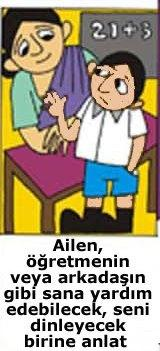 21+3
Ailen,
öğretmenin
veya arkadaşın
gibi sana yardım
edebilecek, seni
dinleyecek
birine anlat